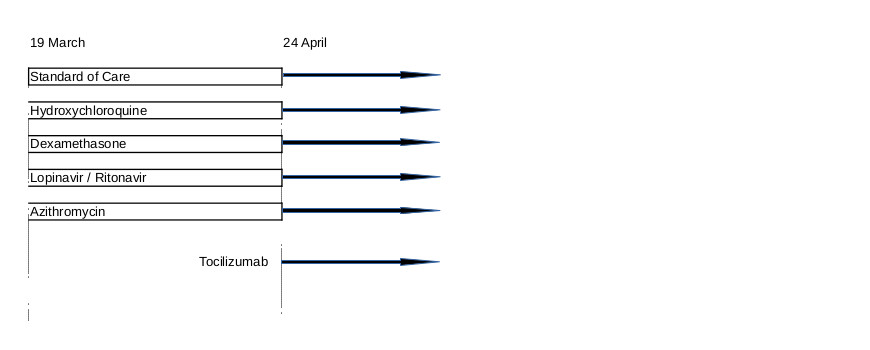 19 March 24 April
Standard of Care
Hydroxychloroquine
Dexamethasone
Lopinavir / Ritonavir
Azithromycin
Tocilizumab